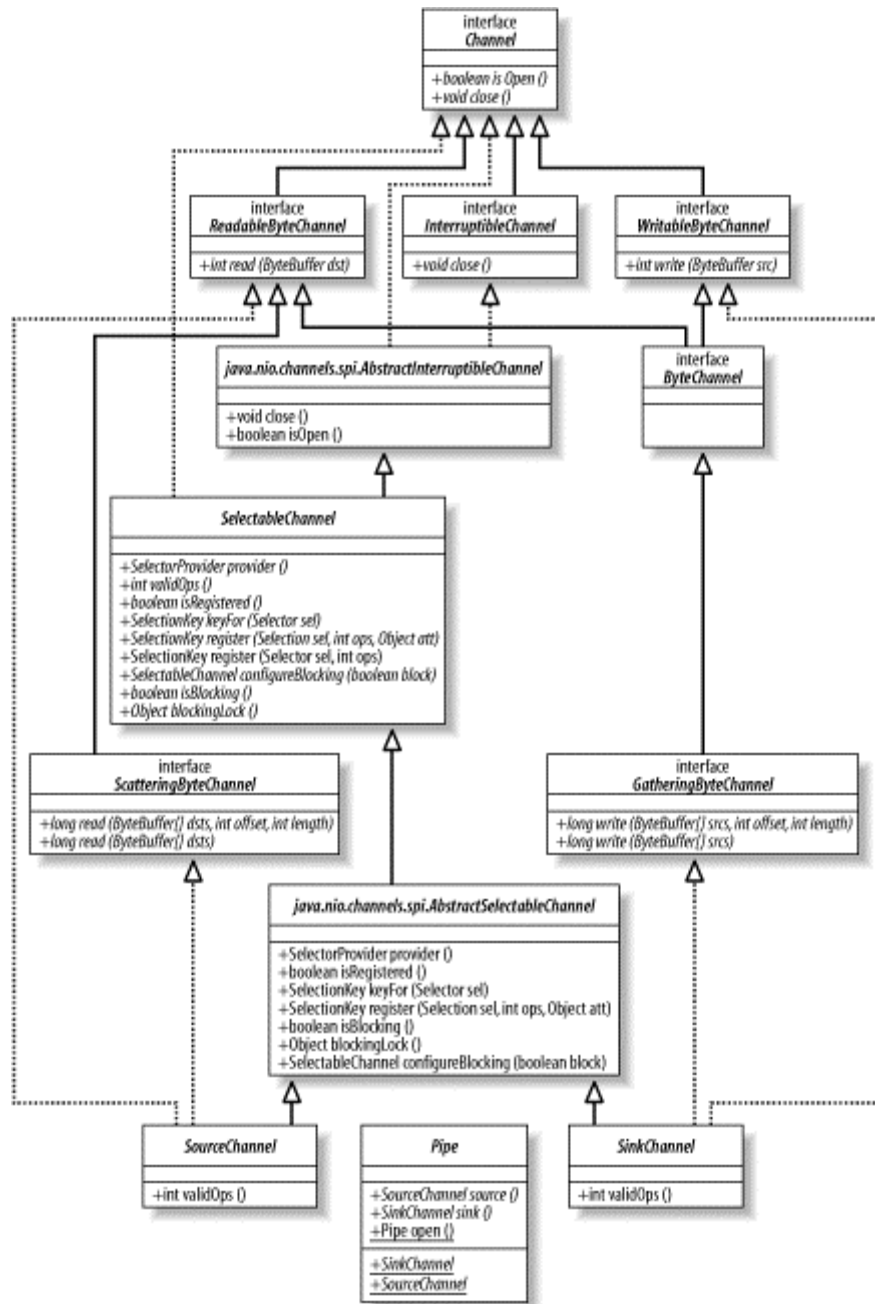 interface
Channel
+boolean is Open ()
+void close ()
interface
ReadableByteChannel
+int read (ByteBuffer dst)
interface
InterruptibleChannel
+void close ()
interface
WritableByteChannel
+int write (ByteBuffer src)
java.nio.channels.spi.AbstractInterruptibleChannel
+void close ()
+boolean isOpen ()
interface
ByteChannel
SelectableChannel
+SelectorProvider provider ()
+int validOps ()
+boolean isRegistered ()
+SelectionKey keyFor (Selector sel)
+SelectionKey register (Selection sel, int ops, Object att)
+SelectionKey register (Selector sel, int ops)
+SelectableChannel configureBlocking (boolean block)
+boolean isBlocking ()
+Object blockingLock ()
interface
ScatteringByteChannel
+long read (ByteBuffer[] dsts, int offset, int length)
+long read (ByteBuffer[] dsts)
interface
GatheringByteChannel
+long write (ByteBuffer[] srcs, int offset, int length)
+long write (ByteBuffer[] srcs)
java.nio.channels.spi.AbstractSelectableChannel
+SelectorProvider provider ()
+boolean isRegistered ()
+SelectionKey keyFor (Selector sel)
+SelectionKey register (Selection sel, int ops, Object att)
+boolean isBlocking ()
+Object blockingLock ()
+SelectableChannel configureBlocking (boolean block)
SourceChannel
+int validOps ()
Pipe
+SourceChannel source ()
+SinkChannel sink ()
+Pipe open ()
+SinkChannel
+SourceChannel
SinkChannel
+int validOps ()